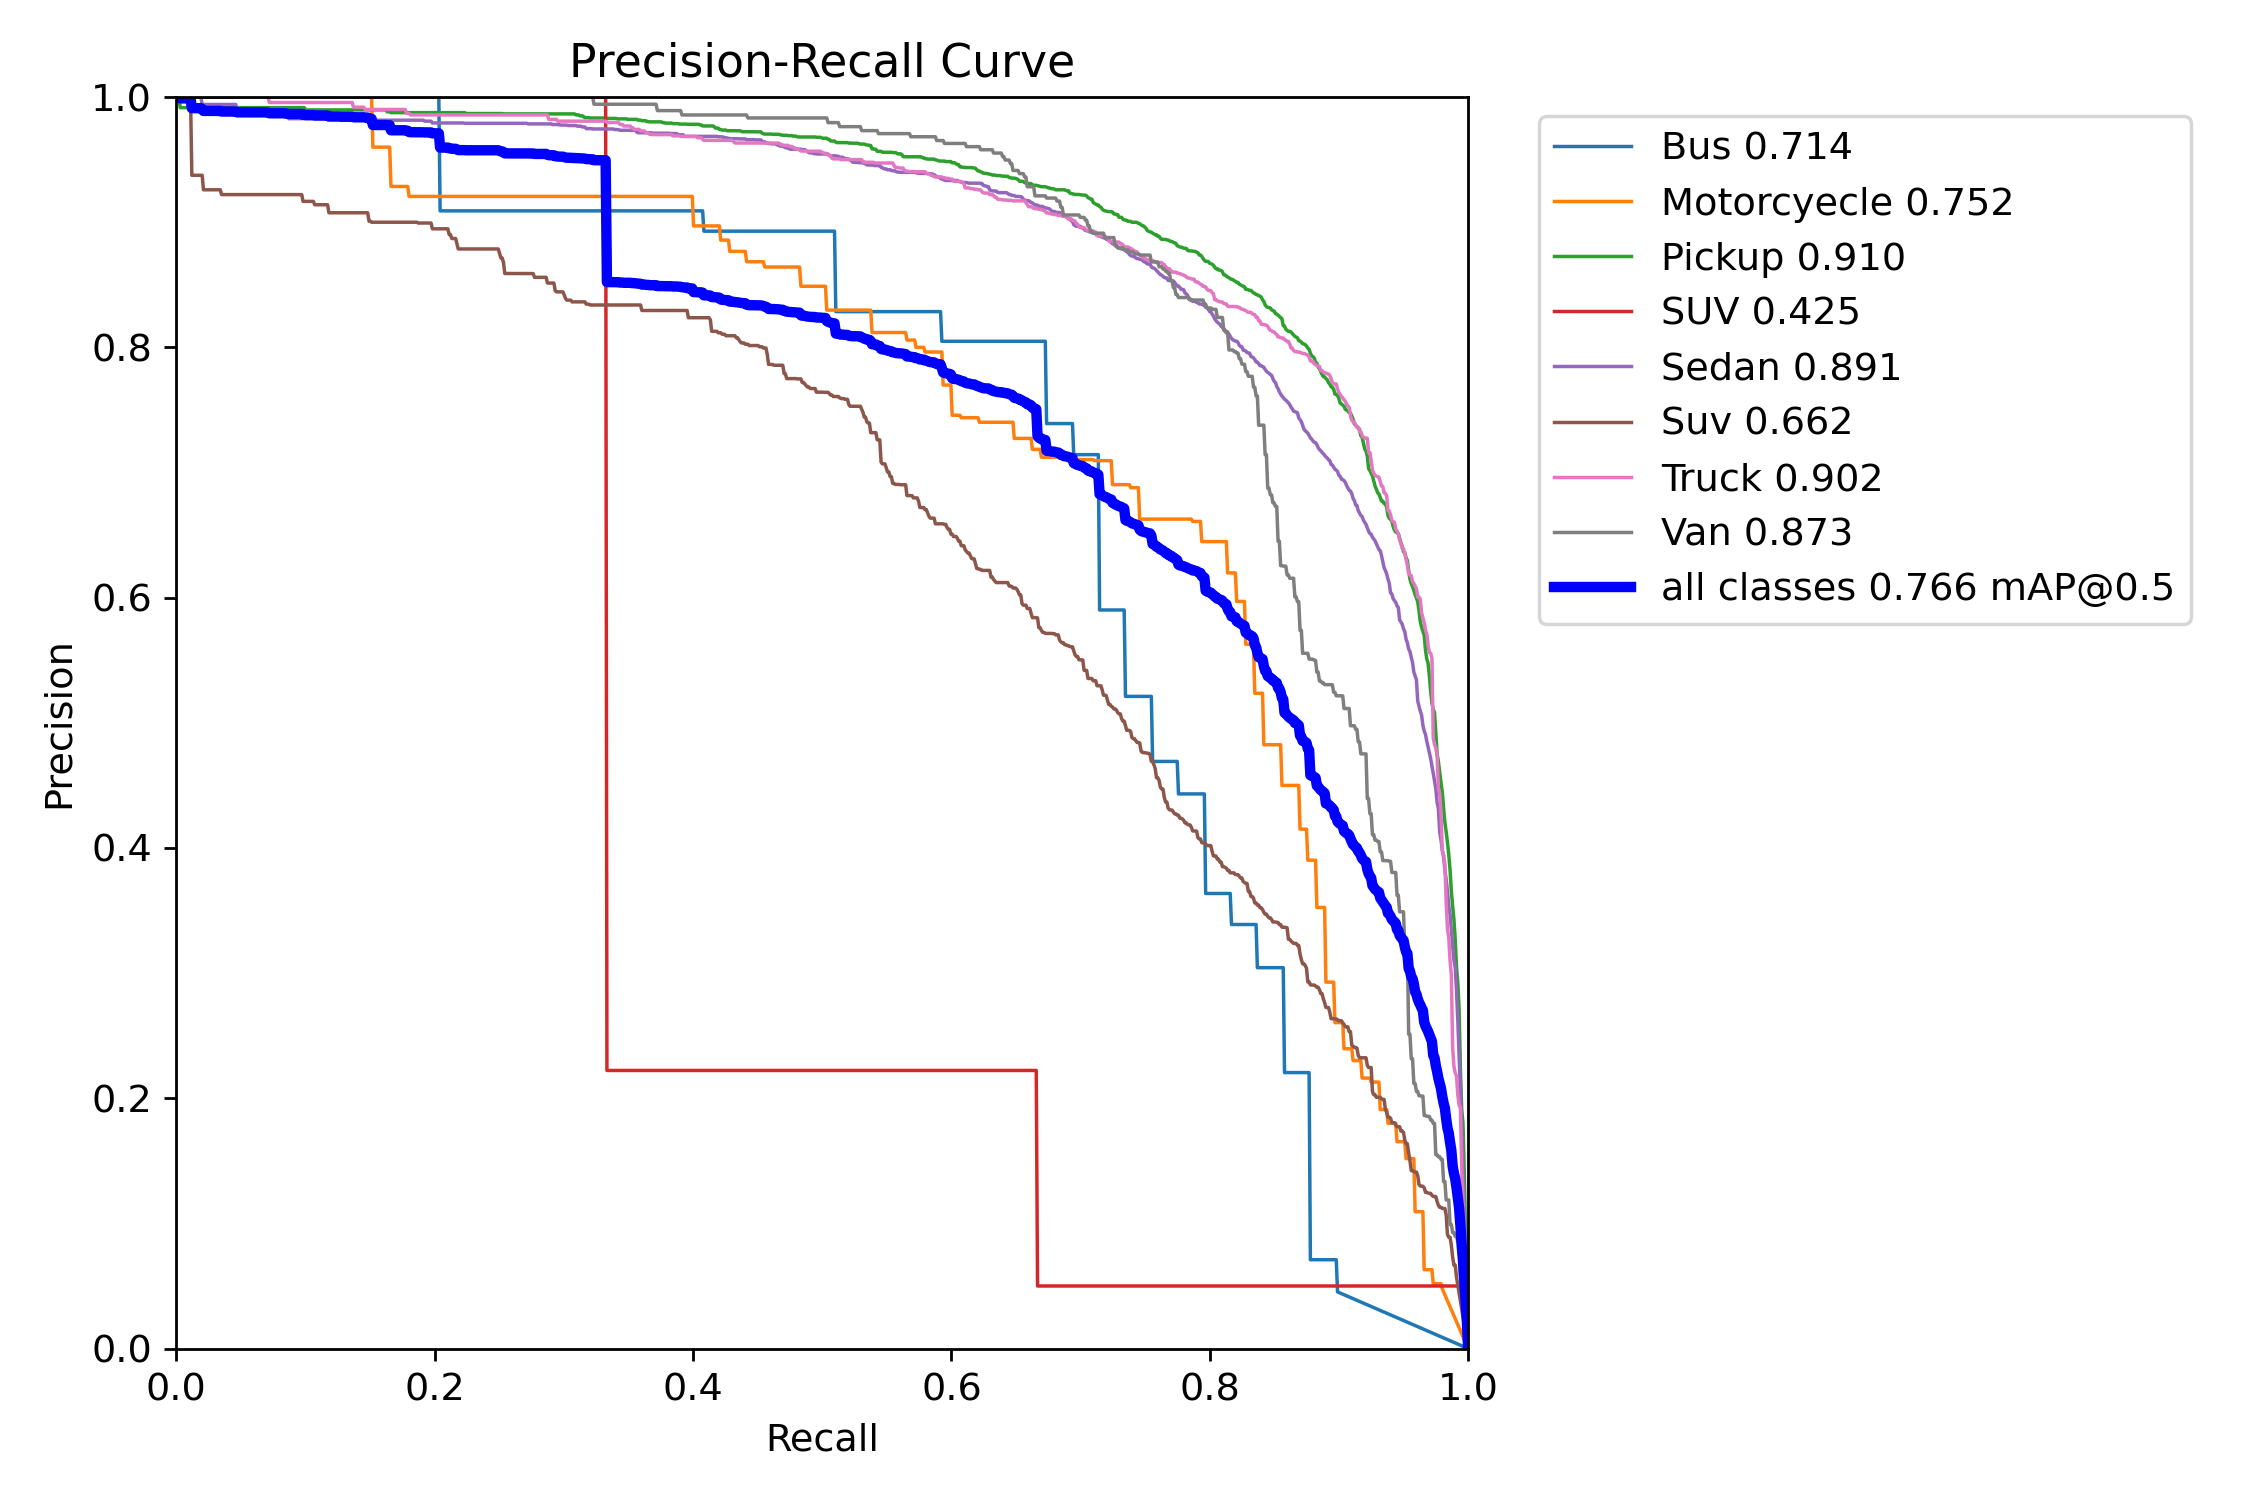 Precision-Recall Curve
1.0
0.8
0.6
0.4
0.2
0.0
Precision
0.0 0.2 0.4 0.6 0.8 1.0
Recall
Bus 0.714
Motorcyecle 0.752
Pickup 0.910
SUV 0.425
Sedan 0.891
Suv 0.662
Truck 0.902
Van 0.873
all classes 0.766 mAP@0.5